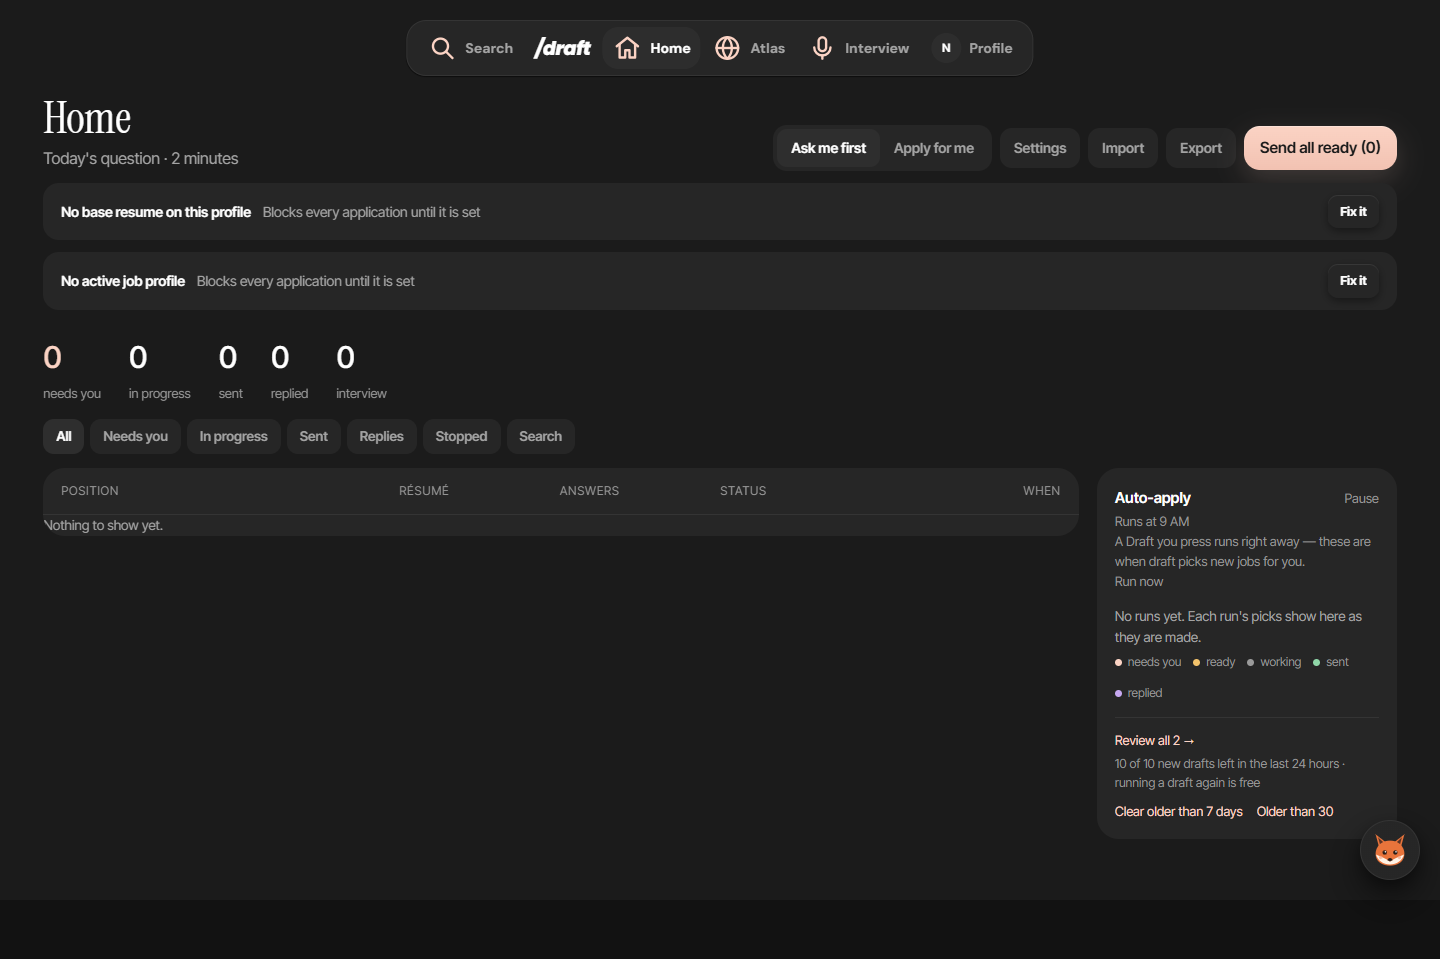 Search
/draft
Home
Atlas
Interview
N
Profile
Home
Today's question · 2 minutes
Ask me first
Apply for me
Settings
Import
Export
Send all ready (0)
No base resume on this profile
Blocks every application until it is set
Fix it
No active job profile
Blocks every application until it is set
Fix it
0
0
0
0
0
needs you
in progress
sent
replied
interview
All
Needs you
In progress
Sent
Replies
Stopped
Search
POSITION
RÉSUMÉ
ANSWERS
STATUS
WHEN
Nothing to show yet.
Auto-apply
Pause
Runs at 9 AM
A Draft you press runs right away — these are
when draft picks new jobs for you.
Run now
No runs yet. Each run's picks show here as
they are made.
needs you
ready
working
sent
replied
Review all 2 →
10 of 10 new drafts left in the last 24 hours ·
running a draft again is free
Clear older than 7 days
Older than 30